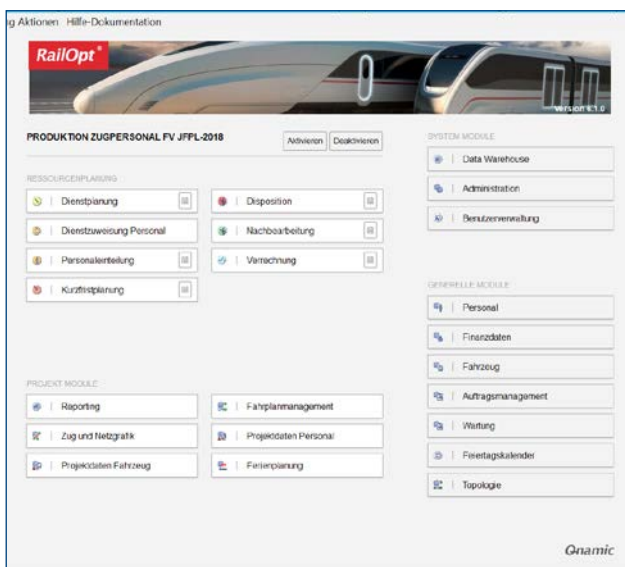 g Aktionen Hilfe-Dokumentation
RailOpt®
Version 8.1.0
PRODUKTION ZUGPERSONAL FV JFPL-2018
Aktivieren
Deaktivieren
RESSOURCENPLANUNG
Dienstplanung
Disposition
Dienstzuweisung Personal
Nachbearbeitung
Personaleinteilung
Verrechnung
Kurzfristplanung
PROJEKT MODULE
Reporting
Fahrplanmanagement
Zug und Netzgrafik
Projektdaten Personal
Projektdaten Fahrzeug
Ferienplanung
SYSTEM MODULE
Data Warehouse
Administration
Benutzerverwaltung
GENERELLE MODULE
Personal
Finanzdaten
Fahrzeug
Auftragsmanagement
Wartung
Feiertagskalender
Topologie
Qnamic